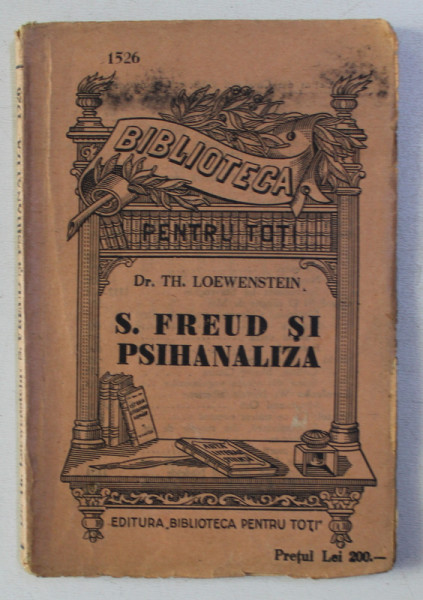 1526
BIBLIOTECA
PENTRU TOȚI
Dr. TH. LOEWENSTEIN
S. FREUD ȘI
PSIHANALIZA
EDITURA „BIBLIOTECA PENTRU TOȚI"
Prețul Lei 200.—